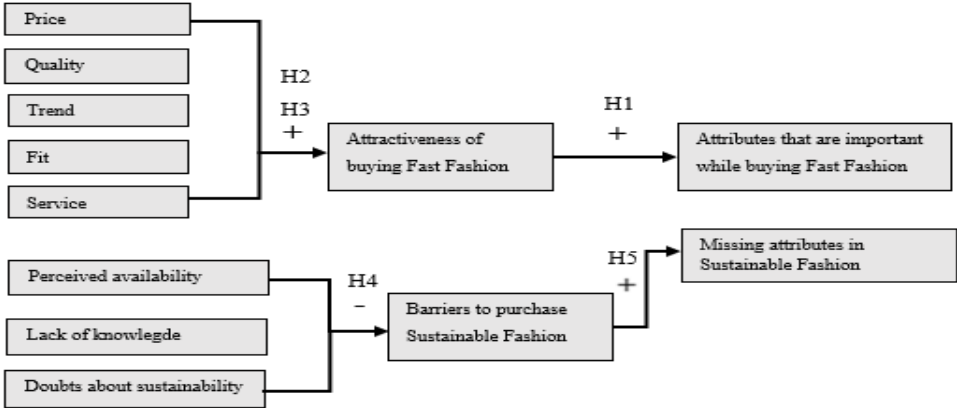 Price
Quality
Trend
Fit
Service
H2
H3
+
Attractiveness of
buying Fast Fashion
H1
+
Attributes that are important
while buying Fast Fashion
Perceived availability
Lack of knowlegde
Doubts about sustainability
H4
-
Barriers to purchase
Sustainable Fashion
H5
+
Missing attributes in
Sustainable Fashion